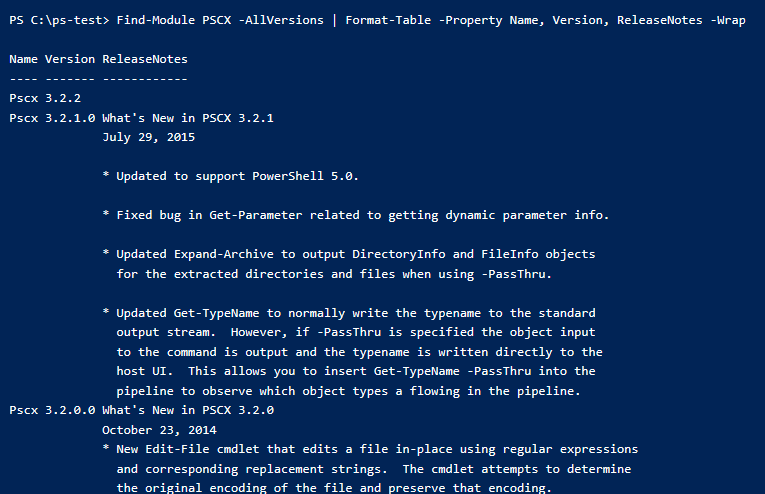 PS C:\ps-test> Find-Module PSCX -AllVersions | Format-Table -Property Name, Version, ReleaseNotes -Wrap
Name Version ReleaseNotes
---- ------- ------------
Pscx 3.2.2
Pscx 3.2.1.0 What's New in PSCX 3.2.1
July 29, 2015
* Updated to support PowerShell 5.0.
* Fixed bug in Get-Parameter related to getting dynamic parameter info.
* Updated Expand-Archive to output DirectoryInfo and FileInfo objects
for the extracted directories and files when using -PassThru.
* Updated Get-TypeName to normally write the typename to the standard
output stream.  However, if -PassThru is specified the object input
to the command is output and the typename is written directly to the
host UI.  This allows you to insert Get-TypeName -PassThru into the
pipeline to observe which object types a flowing in the pipeline.
Pscx 3.2.0.0 What's New in PSCX 3.2.0
October 23, 2014
* New Edit-File cmdlet that edits a file in-place using regular expressions
and corresponding replacement strings.  The cmdlet attempts to determine
the original encoding of the file and preserve that encoding.